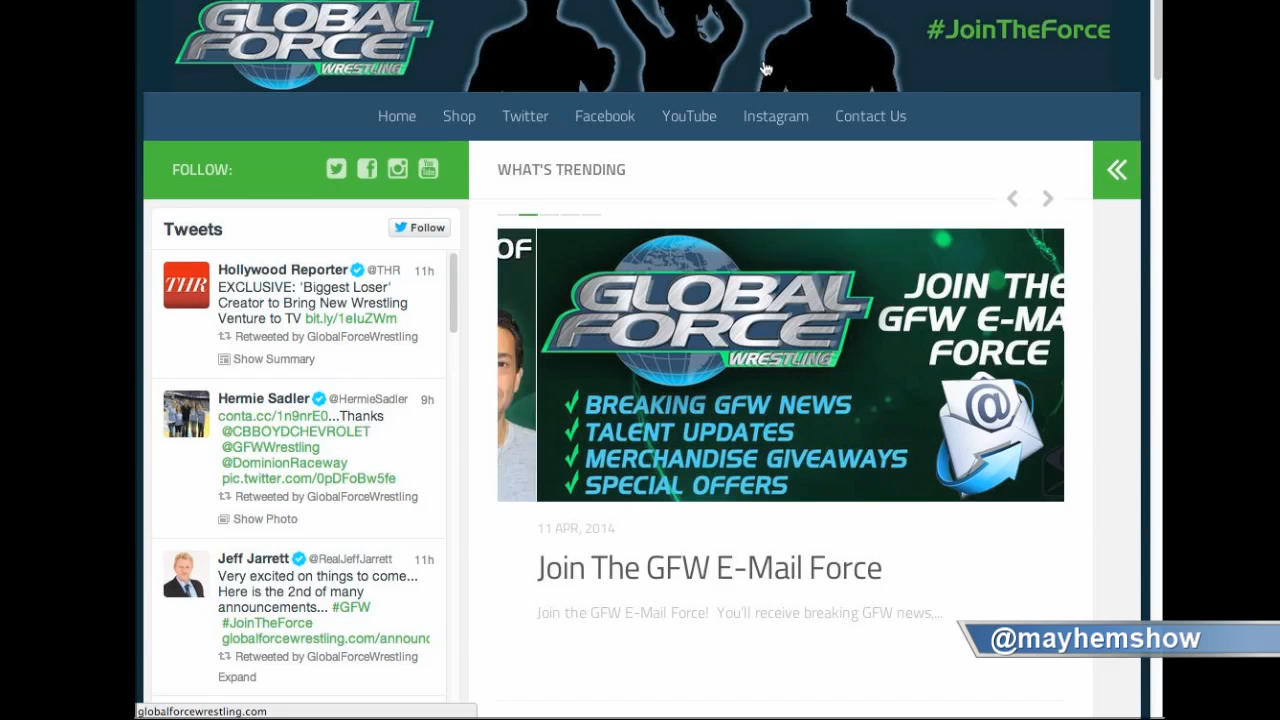 GLOBAL
FORCE
WRESTLING
#JoinTheForce
Home Shop Twitter Facebook YouTube Instagram Contact Us
FOLLOW:
You
Tube
WHAT'S TRENDING
Tweets
Follow
THR
Hollywood Reporter @THR 11h
EXCLUSIVE: 'Biggest Loser'
Creator to Bring New Wrestling
Venture to TV bit.ly/1eIuZWm
Retweeted by GlobalForceWrestling
Show Summary
Hermie Sadler @HermieSadler 9h
conta.cc/1n9nrE0...Thanks
@CBBOYDCHEVROLET
@GFWWrestling
@DominionRaceway
pic.twitter.com/0pDFoBw5fe
Retweeted by GlobalForceWrestling
Show Photo
Jeff Jarrett @RealJeffJarrett 11h
Very excited on things to come...
Here is the 2nd of many
announcements... #GFW
#JoinTheForce
globalforcewrestling.com/announc
Retweeted by GlobalForceWrestling
Expand
OF
GLOBAL
FORCE
WRESTLING
JOIN THE
GFW E-MA
FORCE
@
✓ BREAKING GFW NEWS
✓ TALENT UPDATES
✓ MERCHANDISE GIVEAWAYS
✓ SPECIAL OFFERS
11 APR, 2014
Join The GFW E-Mail Force
Join the GFW E-Mail Force! You'll receive breaking GFW news,...
@mayhemshow
globalforcewrestling.com